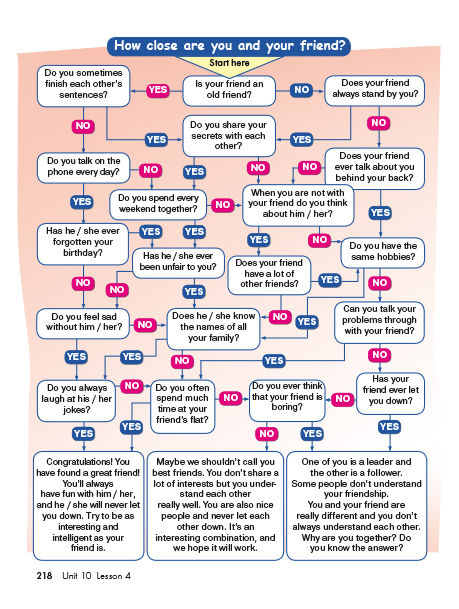 How close are you and your friend?
Start here
Do you sometimes
finish each other's
sentences?
YES
Is your friend an
old friend?
NO
Does your friend
always stand by you?
NO
YES
Do you share your
secrets with each
other?
YES
NO
Do you talk on the
phone every day?
NO
YES
NO
NO
Does your friend
ever talk about you
behind your back?
YES
Do you spend every
weekend together?
NO
When you are not with
your friend do you think
about him / her?
YES
Has he / she ever
forgotten your
birthday?
YES
YES
YES
NO
Do you have the
same hobbies?
Has he / she ever
been unfair to you?
Does your friend
have a lot of
other friends?
YES
NO
NO
NO
YES
Do you feel sad
without him / her?
NO
Does he / she know
the names of all
your family?
NO
YES
Can you talk your
problems through
with your friend?
YES
YES
NO
NO
Do you always
laugh at his / her
jokes?
NO
Do you often
spend much
time at your
friend's flat?
NO
Do you ever think
that your friend is
boring?
NO
Has your
friend ever let
you down?
YES
YES
NO
YES
YES
Congratulations! You
have found a great friend!
You'll always
have fun with him / her,
and he / she will never let
you down. Try to be as
interesting and
intelligent as your
friend is.
Maybe we shouldn't call you
best friends. You don't share a
lot of interests but you under-
stand each other
really well. You are also nice
people and never let each
other down. It's an
interesting combination, and
we hope it will work.
One of you is a leader and
the other is a follower.
Some people don't understand
your friendship.
You and your friend are
really different and you don't
always understand each other.
Why are you together? Do
you know the answer?
218 Unit 10 Lesson 4